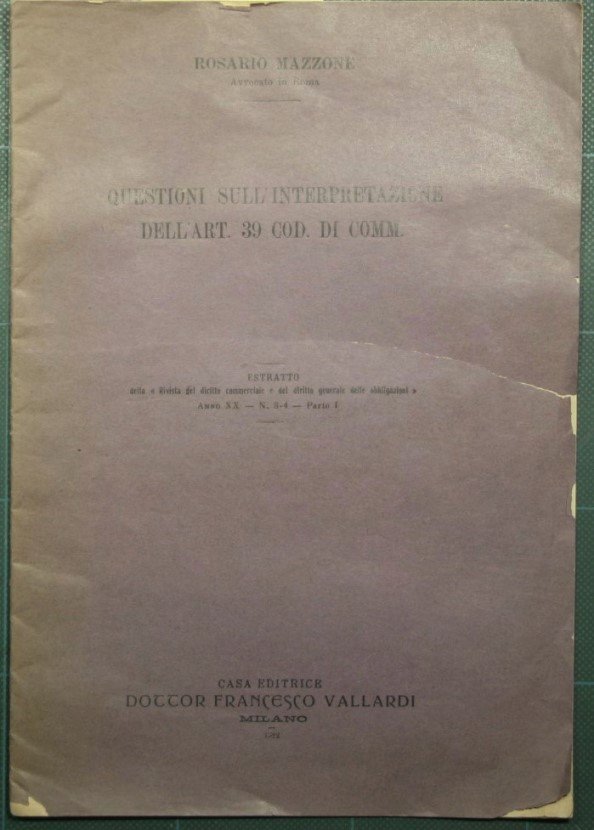 ROSARIO MAZZONE
Avvocato in Roma
QUESTIONI SULL'INTERPRETAZIONE
DELL'ART. 39 COD. DI COMM.
ESTRATTO
della « Rivista del diritto commerciale e del diritto generale delle obbligazioni »
ANNO XX — N. 3-4 — Parte I
CASA EDITRICE
DOTTOR FRANCESCO VALLARDI
MILANO